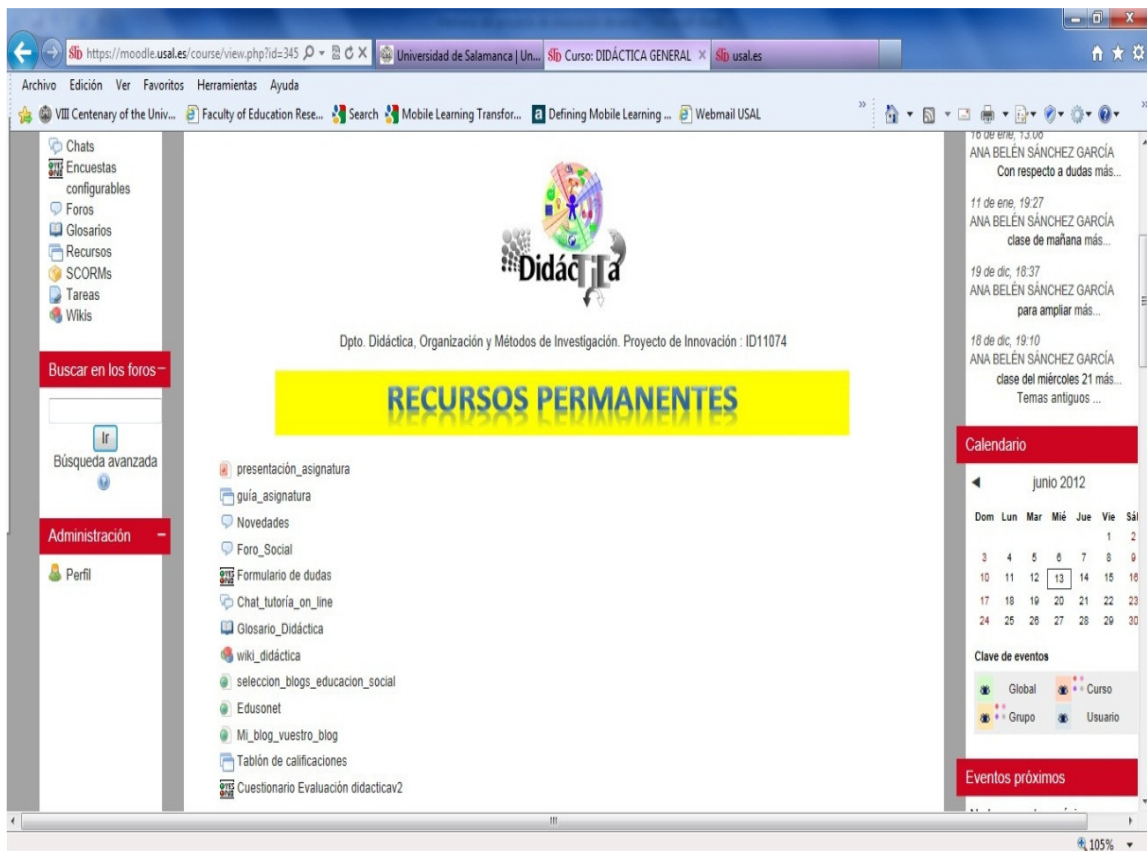 https://moodle.usal.es/course/view.php?id=345
Universidad de Salamanca | Un...
Curso: DIDÁCTICA GENERAL
usal.es
Archivo Edición Ver Favoritos Herramientas Ayuda
VIII Centenary of the Univ...
Faculty of Education Rese...
Search
Mobile Learning Transfor...
Defining Mobile Learning ...
Webmail USAL
Chats
Encuestas
configurables
Foros
Glosarios
Recursos
SCORMs
Tareas
Wikis
Buscar en los foros
Ir
Búsqueda avanzada
Administración
Perfil
DidácTICa
Dpto. Didáctica, Organización y Métodos de Investigación. Proyecto de Innovación : ID11074
RECURSOS PERMANENTES
presentación_asignatura
guía_asignatura
Novedades
Foro_Social
Formulario de dudas
Chat_tutoría_on_line
Glosario_Didáctica
wiki_didáctica
seleccion_blogs_educacion_social
Edusonet
Mi_blog_vuestro_blog
Tablón de calificaciones
Cuestionario Evaluación didacticav2
16 de ene, 13:06
ANA BELÉN SÁNCHEZ GARCÍA
Con respecto a dudas más...
11 de ene, 19:27
ANA BELÉN SÁNCHEZ GARCÍA
clase de mañana más...
19 de dic, 18:37
ANA BELÉN SÁNCHEZ GARCÍA
para ampliar más...
18 de dic, 19:10
ANA BELÉN SÁNCHEZ GARCÍA
clase del miércoles 21 más...
Temas antiguos ...
Calendario
junio 2012
Dom Lun Mar Mié Jue Vie Sáb
1 2
3 4 5 6 7 8 9
10 11 12 13 14 15 16
17 18 19 20 21 22 23
24 25 26 27 28 29 30
Clave de eventos
Global Curso
Grupo Usuario
Eventos próximos
105%